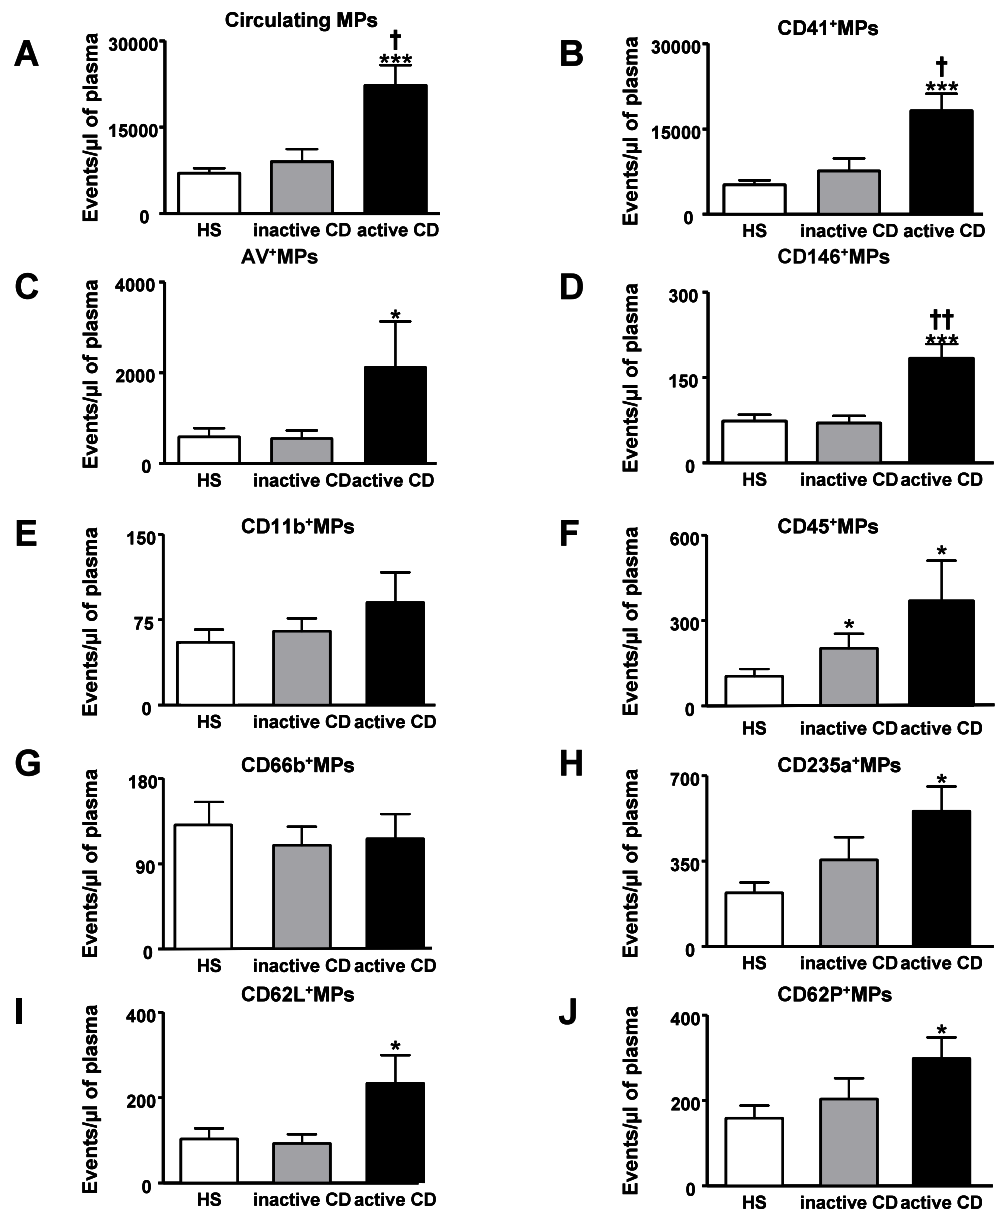 A
Circulating MPs
Events/µl of plasma
30000
15000
0
†
***
HS
inactive CD
active CD
B
CD41⁺MPs
Events/µl of plasma
30000
15000
0
†
***
HS
inactive CD
active CD
C
AV⁺MPs
Events/µl of plasma
4000
2000
0
*
HS
inactive CD
active CD
D
CD146⁺MPs
Events/µl of plasma
300
150
0
††
***
HS
inactive CD
active CD
E
CD11b⁺MPs
Events/µl of plasma
150
75
0
HS
inactive CD
active CD
F
CD45⁺MPs
Events/µl of plasma
600
300
0
*
*
HS
inactive CD
active CD
G
CD66b⁺MPs
Events/µl of plasma
180
90
0
HS
inactive CD
active CD
H
CD235a⁺MPs
Events/µl of plasma
700
350
0
*
HS
inactive CD
active CD
I
CD62L⁺MPs
Events/µl of plasma
400
200
0
*
HS
inactive CD
active CD
J
CD62P⁺MPs
Events/µl of plasma
400
200
0
*
HS
inactive CD
active CD